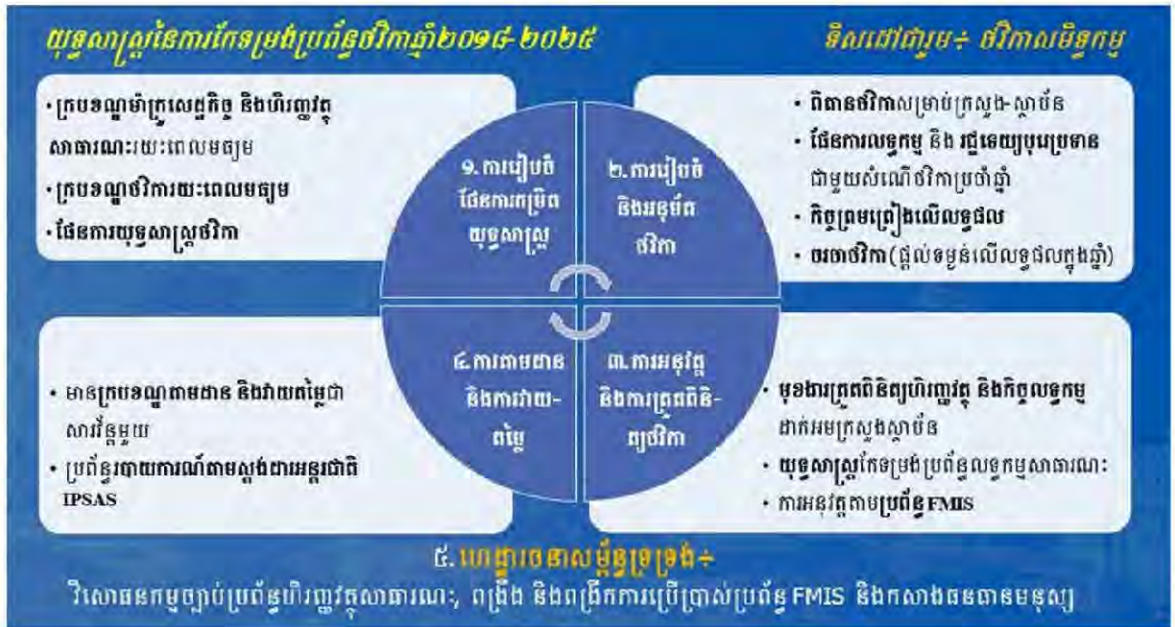 យុទ្ធសាស្ត្រនៃការកែទម្រង់ប្រព័ន្ធថវិកាឆ្នាំ២០១៨-២០២៥
ទិសដៅជារួម÷ ថវិកាសមិទ្ធកម្ម
•ក្របខណ្ឌម៉ាក្រូសេដ្ឋកិច្ច និងហិរញ្ញវត្ថុ
សាធារណៈរយៈពេលមធ្យម
•ក្របខណ្ឌថវិការយៈពេលមធ្យម
•ផែនការយុទ្ធសាស្ត្រថវិកា
១. ការរៀបចំ
ផែនការកម្រិត
យុទ្ធសាស្ត្រ
២. ការរៀបចំ
និងអនុម័ត
ថវិកា
• ពិតានថវិកាសម្រាប់ក្រសួង-ស្ថាប័ន
• ផែនការលទ្ធកម្ម និង រជ្ជទេយ្យបុរេប្រទាន
ជាមួយសំណើថវិកាប្រចាំឆ្នាំ
• កិច្ចព្រមព្រៀងលើលទ្ធផល
• ចរចាថវិកា(ផ្តល់ទម្ងន់លើលទ្ធផលក្នុងឆ្នាំ)
• មានក្របខណ្ឌតាមដាន និងវាយតម្លៃជា
សារវ័ន្តមួយ
• ប្រព័ន្ធរបាយការណ៍តាមស្តង់ដារអន្តរជាតិ
IPSAS
៤. ការតាមដាន
និងការវាយ-
តម្លៃ
៣. ការអនុវត្ត
និងការត្រួតពិនិ-
ត្យថវិកា
• មុខងារត្រួតពិនិត្យហិរញ្ញវត្ថុ និងកិច្ចលទ្ធកម្ម
ដាក់អមក្រសួងស្ថាប័ន
• យុទ្ធសាស្ត្រកែទម្រង់ប្រព័ន្ធលទ្ធកម្មសាធារណៈ
• ការអនុវត្តតាមប្រព័ន្ធ FMIS
៥. ហេដ្ឋារចនាសម្ព័ន្ធទ្រទ្រង់÷
វិសោធនកម្មច្បាប់ប្រព័ន្ធហិរញ្ញវត្ថុសាធារណៈ, ពង្រឹង និងពង្រីកការប្រើប្រាស់ប្រព័ន្ធ FMIS និងកសាងធនធានមនុស្ស